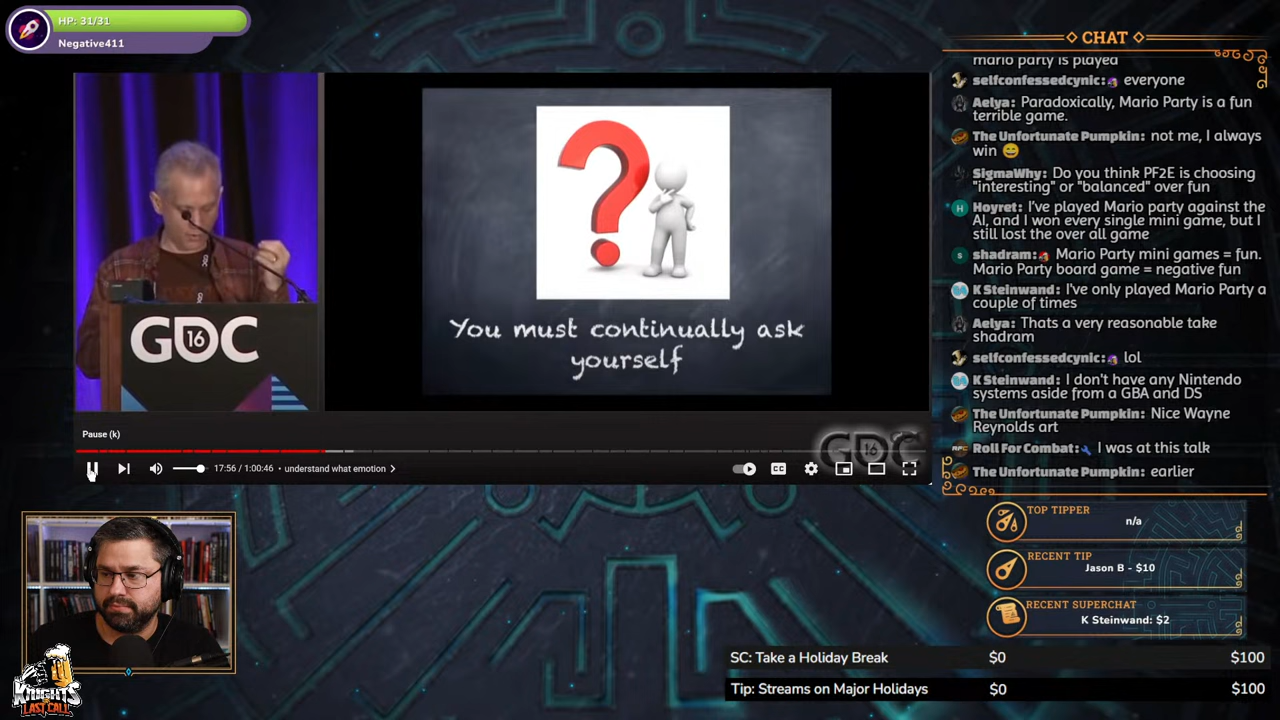 HP: 31/31
Negative411
GDC
16
You must continually ask
yourself
Pause (k)
17:56 / 1:00:46 • understand what emotion >
CC
GDC
16
CHAT
mario party is played
selfconfessedcynic: everyone
Aelya: Paradoxically, Mario Party is a fun
terrible game.
The Unfortunate Pumpkin: not me, I always
win 😄
SigmaWhy: Do you think PF2E is choosing
"interesting" or "balanced" over fun
H
Hoyret: I've played Mario party against the
AI, and I won every single mini game, but I
still lost the over all game
S
shadram: Mario Party mini games = fun.
Mario Party board game = negative fun
K Steinwand: I've only played Mario Party a
couple of times
Aelya: Thats a very reasonable take
shadram
selfconfessedcynic: lol
K Steinwand: I don't have any Nintendo
systems aside from a GBA and DS
The Unfortunate Pumpkin: Nice Wayne
Reynolds art
Roll For Combat: I was at this talk
The Unfortunate Pumpkin: earlier
TOP TIPPER
n/a
RECENT TIP
Jason B - $10
RECENT SUPERCHAT
K Steinwand: $2
SC: Take a Holiday Break $0 $100
Tip: Streams on Major Holidays $0 $100
KNIGHTS
LAST CALL